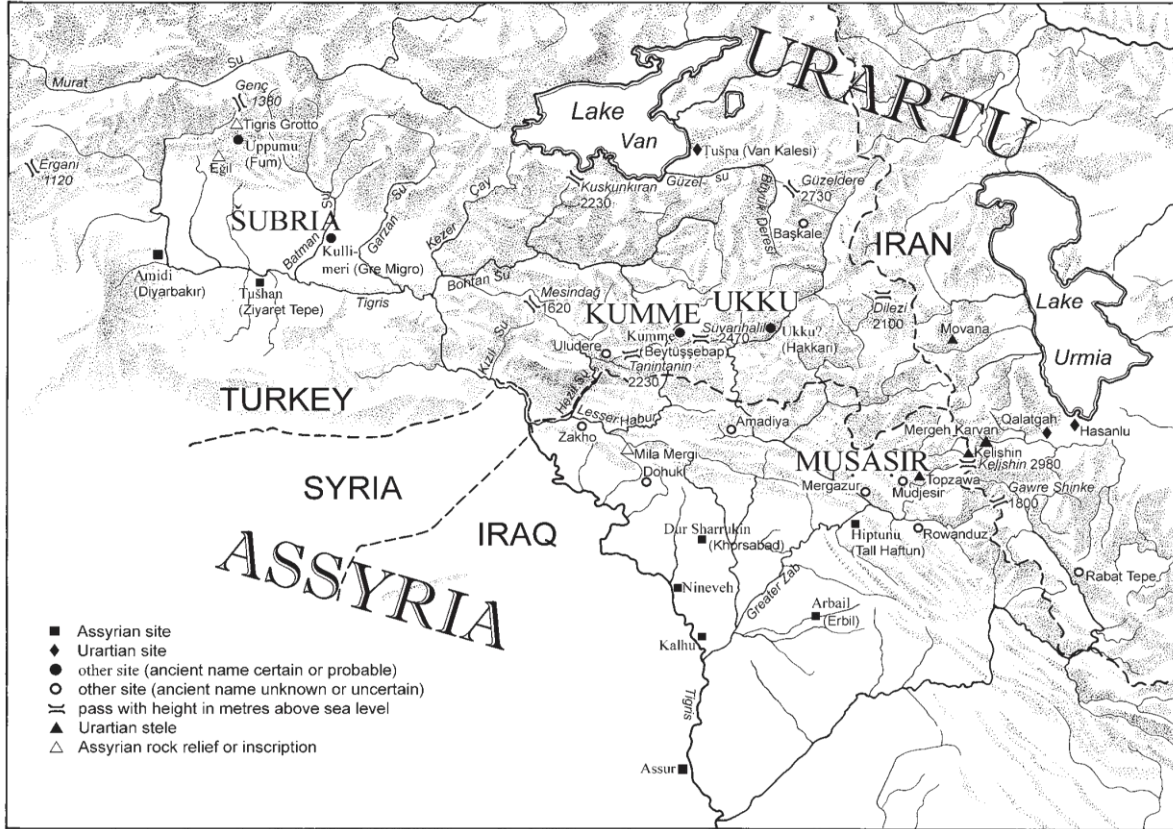 URARTU
Murat Su
Genç
1380
Tigris Grotto
Uppumu
(Fum)
Eğil
Ergani
1120
Lake
Van
Tušpa (Van Kalesi)
Kuskunkıran
2230
Güzel su
Büyük Deresi
Güzeldere
2730
Başkale
ŠUBRIA
Batman Su
Garzan Su
Kezer Çay
Kulli-
meri (Gre Migro)
Amidi
(Diyarbakır)
Tušhan
(Ziyaret Tepe)
Tigris
Bohtan Su
Mesindağ
1620
Kızıl Su
KUMME
Kumme
(Beytüşşebap)
Uludere
UKKU
Suvarihalil
2470
Ukku?
(Hakkari)
Tanintanin
2230
IRAN
Dilezi
2100
Movana
Lake
Urmia
TURKEY
Hezil Su
Lesser Habur
Zakho
Amadiya
Mila Mergi
Dohuk
MUSASIR
Mergeh Karvan
Qalatgah
Hasanlu
Kelishin
Kelishin 2980
Topzawa
Mudjesir
Mergazur
Gawre Shinke
1800
SYRIA
IRAQ
ASSYRIA
Dur Sharrukin
(Khorsabad)
Hiptunu
(Tall Haftun)
Rowanduz
Rabat Tepe
Nineveh
Greater Zab
Arbail
(Erbil)
Kalhu
Tigris
Assur
Assyrian site
Urartian site
other site (ancient name certain or probable)
other site (ancient name unknown or uncertain)
pass with height in metres above sea level
Urartian stele
Assyrian rock relief or inscription